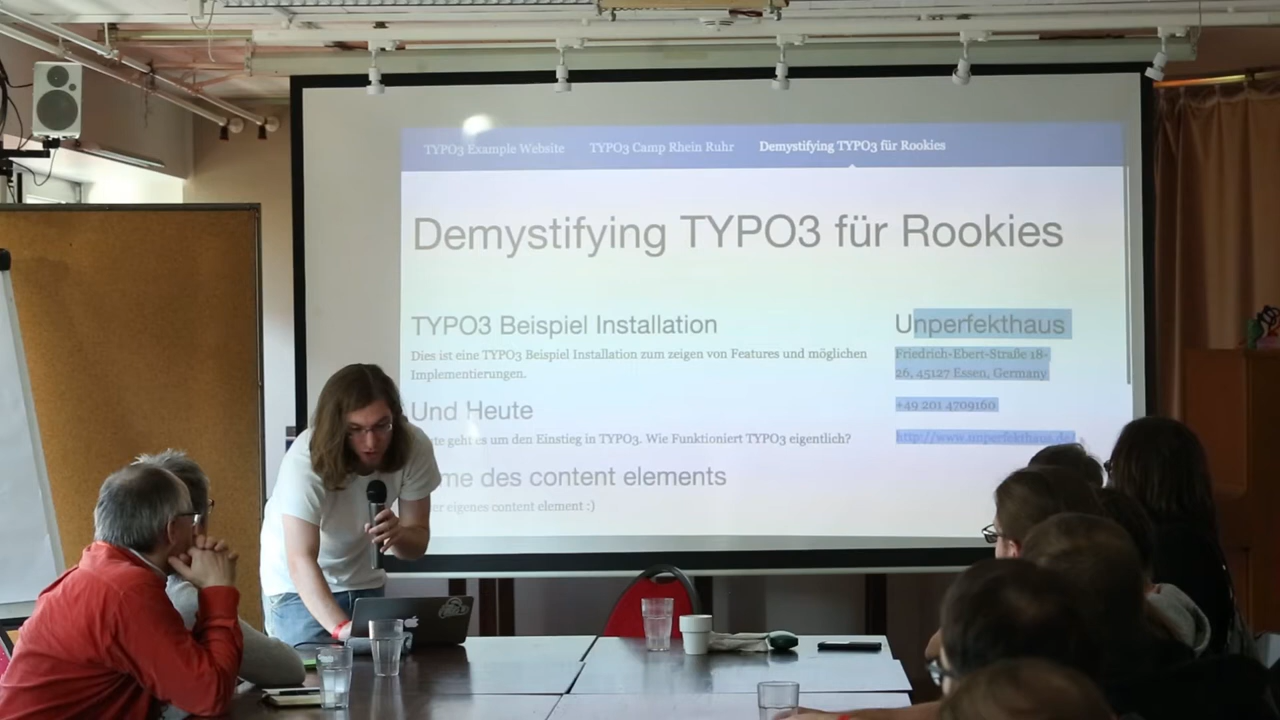 TYPO3 Example Website TYPO3 Camp Rhein Ruhr Demystifying TYPO3 für Rookies
Demystifying TYPO3 für Rookies
TYPO3 Beispiel Installation
Dies ist eine TYPO3 Beispiel Installation zum zeigen von Features und möglichen
Implementierungen.
Und Heute
geht es um den Einstieg in TYPO3. Wie Funktioniert TYPO3 eigentlich?
des content elements
eigenes content element :)
Unperfekthaus
Friedrich-Ebert-Straße 18-
26, 45127 Essen, Germany
+49 201 4709160
http://www.unperfekthaus.de/